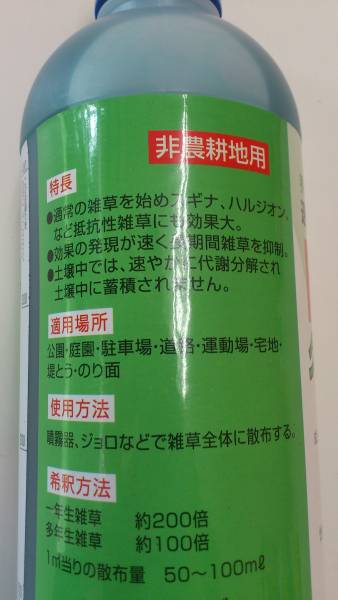 非農耕地用
特長
●通常の雑草を始めスギナ、ハルジオン、
など抵抗性雑草にも効果大。
●効果の発現が速く長期間雑草を抑制。
●土壌中では、速やかに代謝分解され
土壌中に蓄積されません。
適用場所
公園・庭園・駐車場・道路・運動場・宅地・
堤とう・のり面
使用方法
噴霧器、ジョロなどで雑草全体に散布する。
希釈方法
一年生雑草 約200倍
多年生雑草 約100倍
1㎡当りの散布量 50〜100mℓ